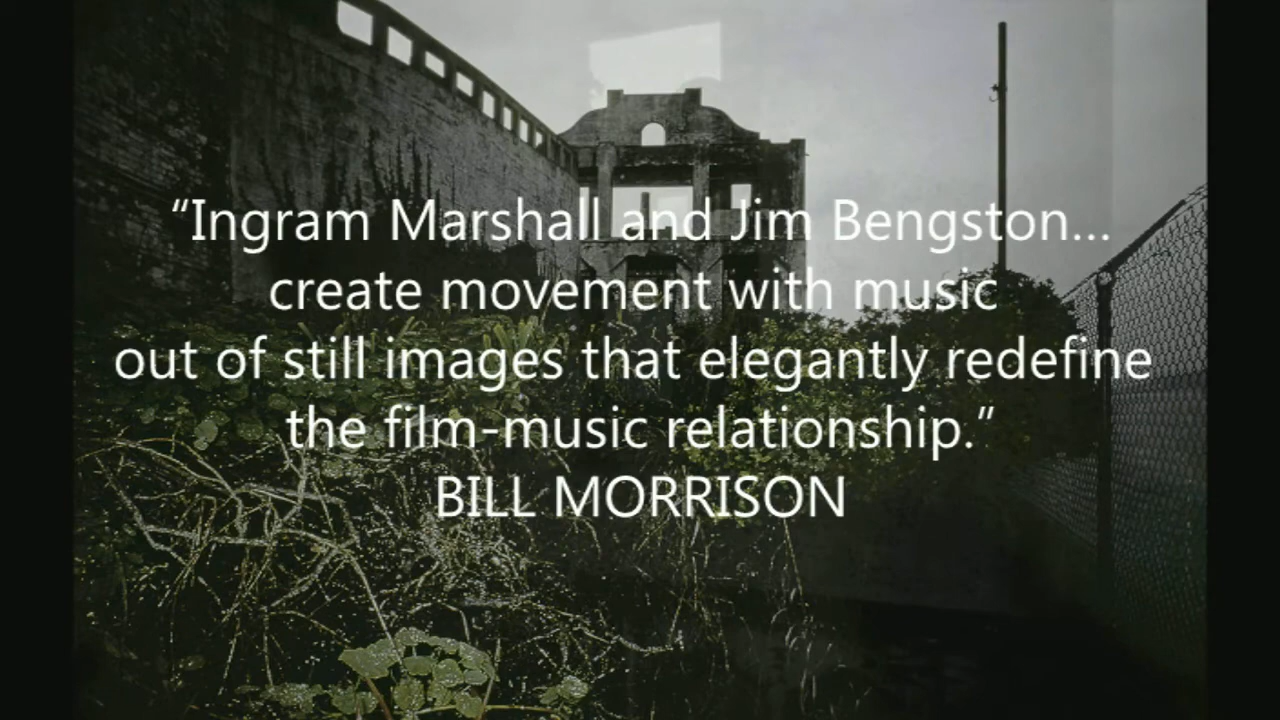 “Ingram Marshall and Jim Bengston...
create movement with music
out of still images that elegantly redefine
the film-music relationship.”
BILL MORRISON